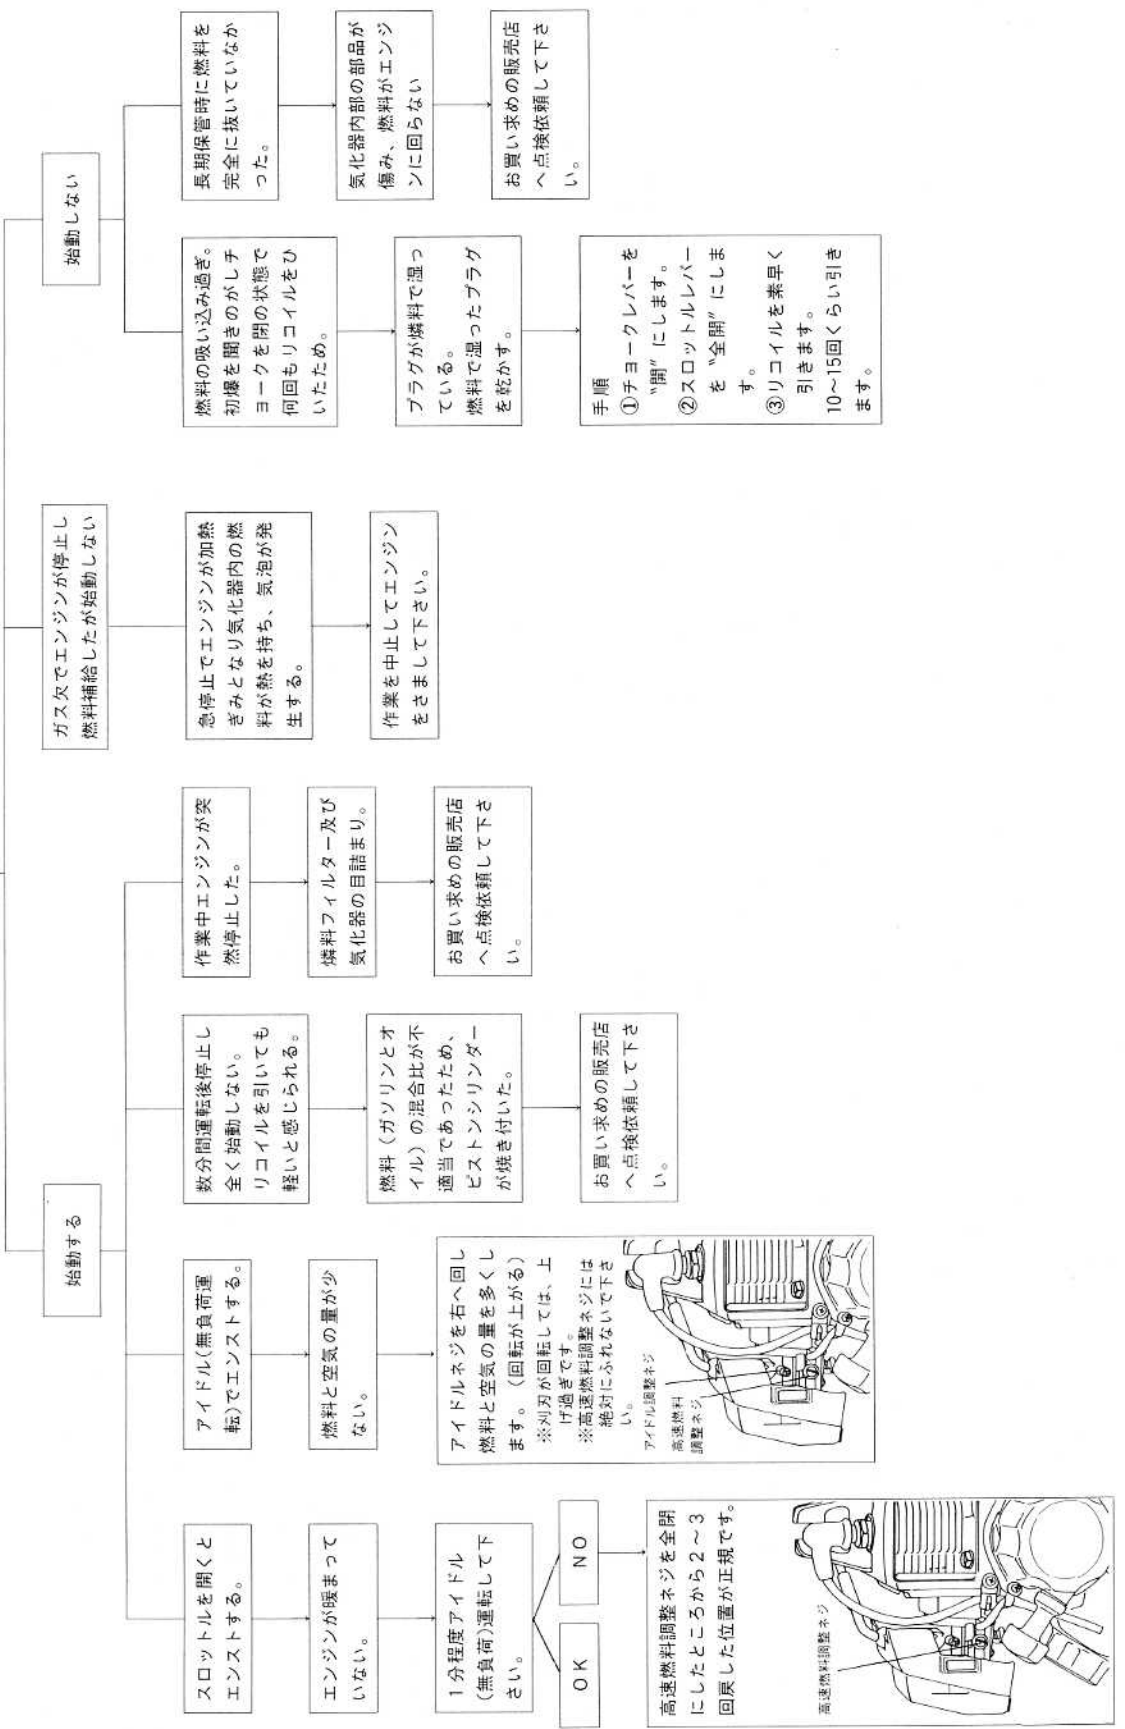 始動する
スロットルを開くと
エンストする。
エンジンが暖まって
いない。
1分程度アイドル
(無負荷)運転して下
さい。
OK
NO
高速燃料調整ネジを全閉
にしたところから2～3
回戻した位置が正規です。
高速燃料調整ネジ
アイドル(無負荷運
転)でエンストする。
燃料と空気の量が少
ない。
アイドルネジを右へ回し
燃料と空気の量を多くし
ます。(回転が上がる)
※刈刃が回転しては、上
げ過ぎです。
※高速燃料調整ネジには
絶対にふれないで下さ
い。
アイドル調整ネジ
高速燃料
調整ネジ
数分間運転後停止し
全く始動しない。
リコイルを引いても
軽いと感じられる。
燃料(ガソリンとオ
イル)の混合比が不
適当であったため、
ピストンシリンダー
が焼き付いた。
お買い求めの販売店
へ点検依頼して下さ
い。
作業中エンジンが突
然停止した。
燐料フィルター及び
気化器の目詰まり。
お買い求めの販売店
へ点検依頼して下さ
い。
ガス欠でエンジンが停止し
燃料補給したが始動しない
急停止でエンジンが加熱
ぎみとなり気化器内の燃
料が熱を持ち、気泡が発
生する。
作業を中止してエンジン
をさまして下さい。
始動しない
燃料の吸い込み過ぎ。
初爆を聞きのがしチ
ョークを閉の状態で
何回もリコイルをひ
いたため。
プラグが燐料で湿っ
ている。
燃料で湿ったプラグ
を乾かす。
手順
①チョークレバーを
〝開〟にします。
②スロットルレバー
を〝全開〟にしま
す。
③リコイルを素早く
引きます。
10～15回くらい引き
ます。
長期保管時に燃料を
完全に抜いていなか
った。
気化器内部の部品が
傷み、燃料がエンジ
ンに回らない
お買い求めの販売店
へ点検依頼して下さ
い。